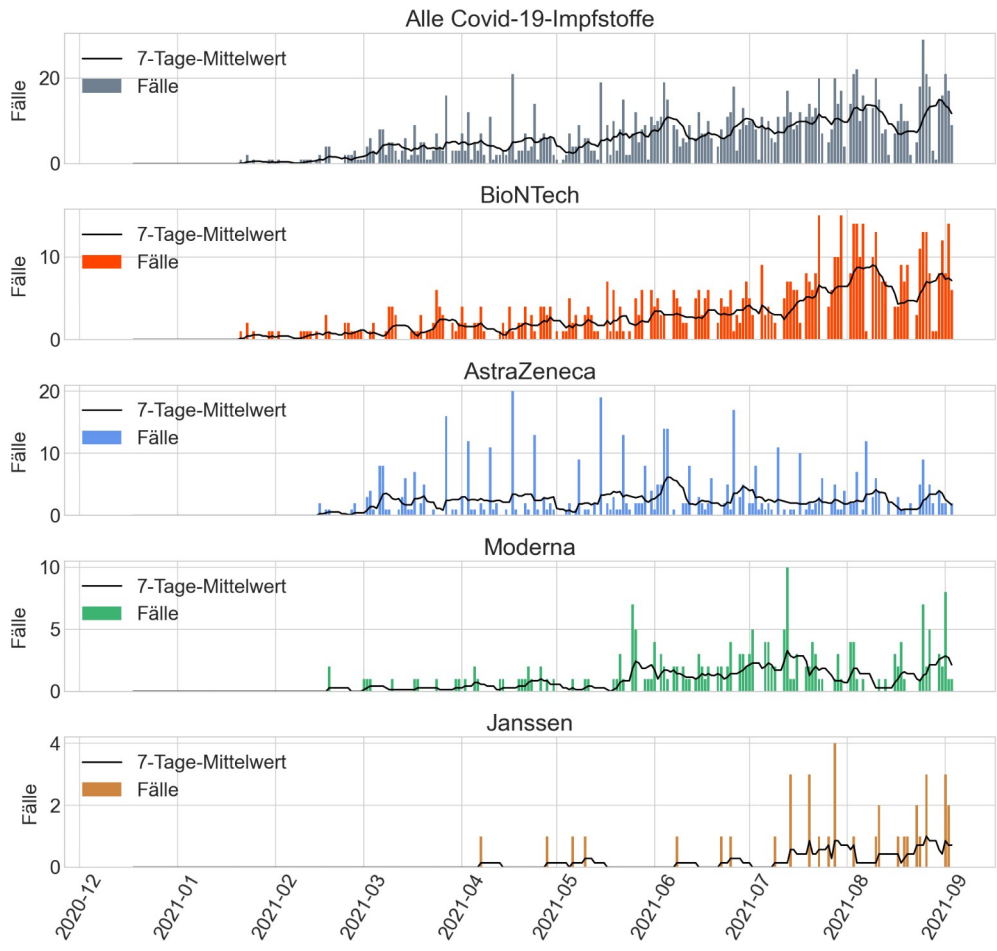 Alle Covid-19-Impfstoffe
Fälle
20
0
7-Tage-Mittelwert
Fälle
BioNTech
Fälle
10
0
7-Tage-Mittelwert
Fälle
AstraZeneca
Fälle
20
10
0
7-Tage-Mittelwert
Fälle
Moderna
Fälle
10
5
0
7-Tage-Mittelwert
Fälle
Janssen
Fälle
4
2
0
7-Tage-Mittelwert
Fälle
2020-12
2021-01
2021-02
2021-03
2021-04
2021-05
2021-06
2021-07
2021-08
2021-09